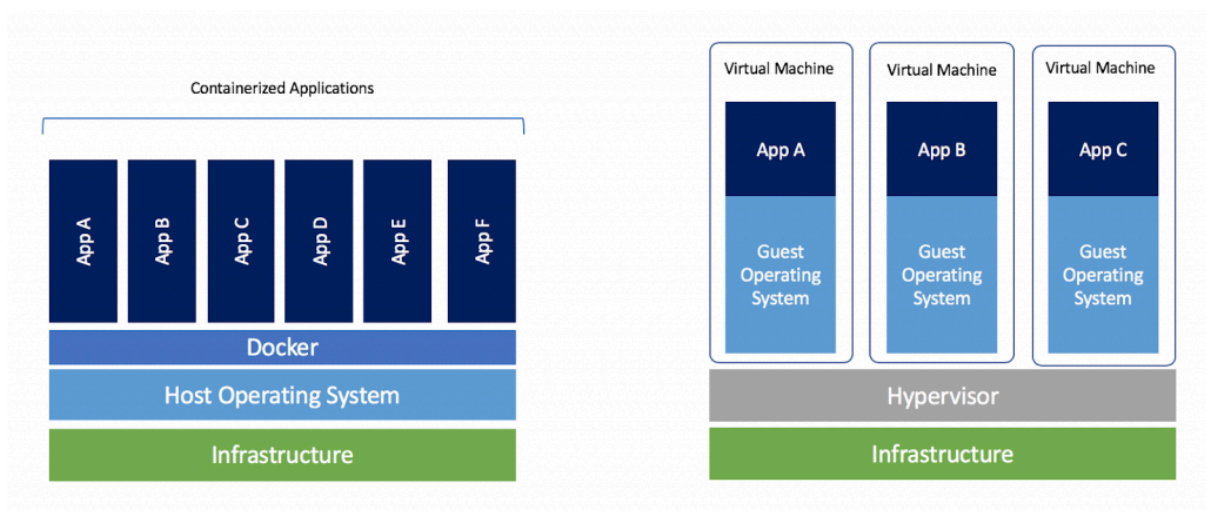 Containerized Applications
App A
App B
App C
App D
App E
App F
Docker
Host Operating System
Infrastructure
Virtual Machine
App A
Guest
Operating
System
Virtual Machine
App B
Guest
Operating
System
Virtual Machine
App C
Guest
Operating
System
Hypervisor
Infrastructure